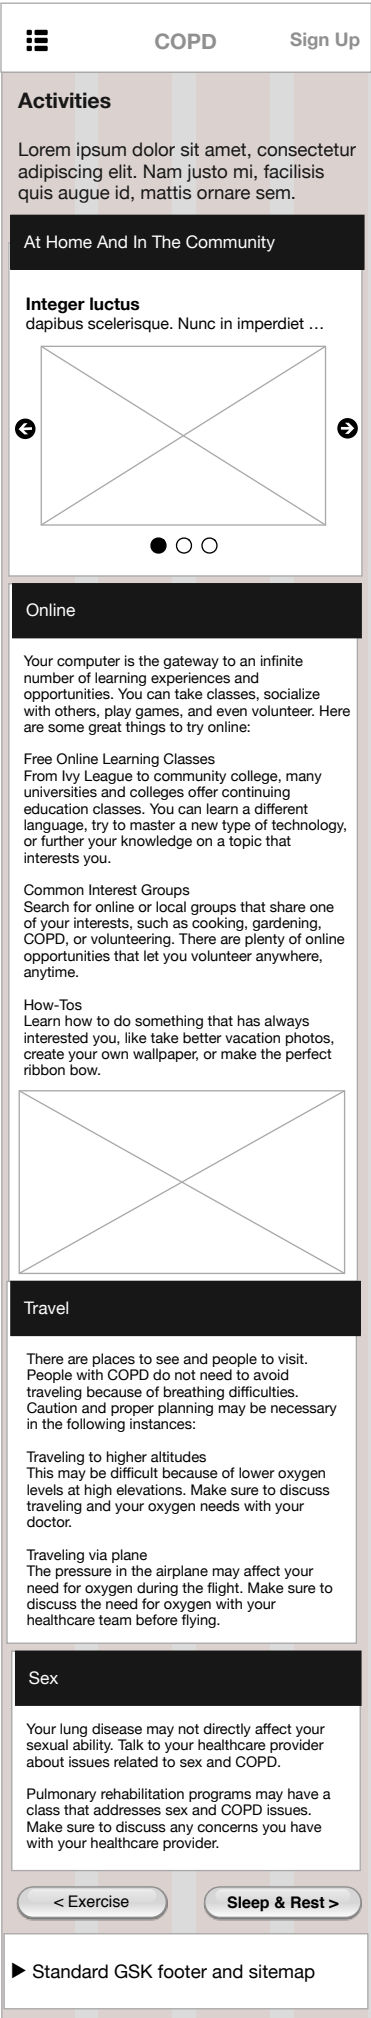 COPD
Sign Up
Activities
Lorem ipsum dolor sit amet, consectetur
adipiscing elit. Nam justo mi, facilisis
quis augue id, mattis ornare sem.
At Home And In The Community
Integer luctus
dapibus scelerisque. Nunc in imperdiet …
Online
Your computer is the gateway to an infinite
number of learning experiences and
opportunities. You can take classes, socialize
with others, play games, and even volunteer. Here
are some great things to try online:
Free Online Learning Classes
From Ivy League to community college, many
universities and colleges offer continuing
education classes. You can learn a different
language, try to master a new type of technology,
or further your knowledge on a topic that
interests you.
Common Interest Groups
Search for online or local groups that share one
of your interests, such as cooking, gardening,
COPD, or volunteering. There are plenty of online
opportunities that let you volunteer anywhere,
anytime.
How-Tos
Learn how to do something that has always
interested you, like take better vacation photos,
create your own wallpaper, or make the perfect
ribbon bow.
Travel
There are places to see and people to visit.
People with COPD do not need to avoid
traveling because of breathing difficulties.
Caution and proper planning may be necessary
in the following instances:
Traveling to higher altitudes
This may be difficult because of lower oxygen
levels at high elevations. Make sure to discuss
traveling and your oxygen needs with your
doctor.
Traveling via plane
The pressure in the airplane may affect your
need for oxygen during the flight. Make sure to
discuss the need for oxygen with your
healthcare team before flying.
Sex
Your lung disease may not directly affect your
sexual ability. Talk to your healthcare provider
about issues related to sex and COPD.
Pulmonary rehabilitation programs may have a
class that addresses sex and COPD issues.
Make sure to discuss any concerns you have
with your healthcare provider.
< Exercise
Sleep & Rest >
Standard GSK footer and sitemap